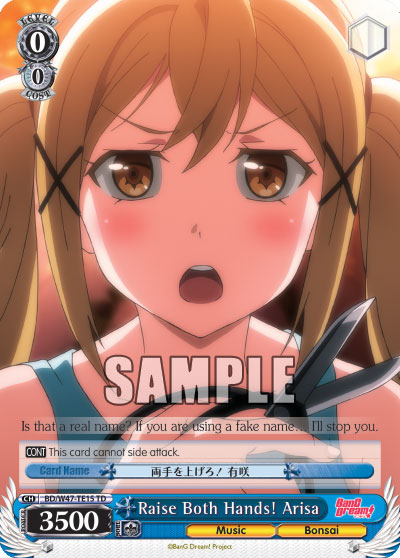 LEVEL
0
0
COST
SAMPLE
Is that a real name? If you are using a fake name... I'll stop you.
CONT This card cannot side attack.
Card Name 両手を上げろ! 有咲
CH BD/W47-TE15 TD
POWER 3500 SOUL Raise Both Hands! Arisa BanG Dream!
Music Bonsai
©BanG Dream! Project